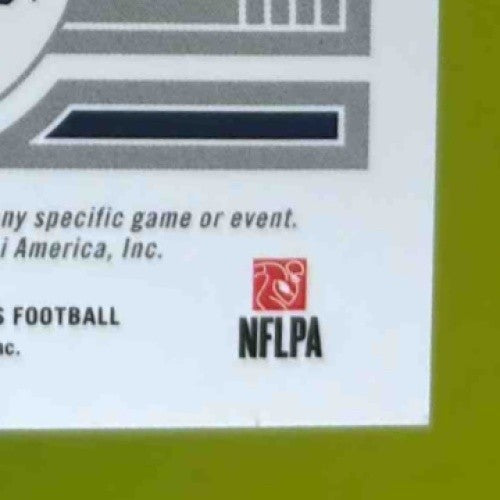 ny specific game or event.
i America, Inc.
S FOOTBALL
nc.
NFLPA